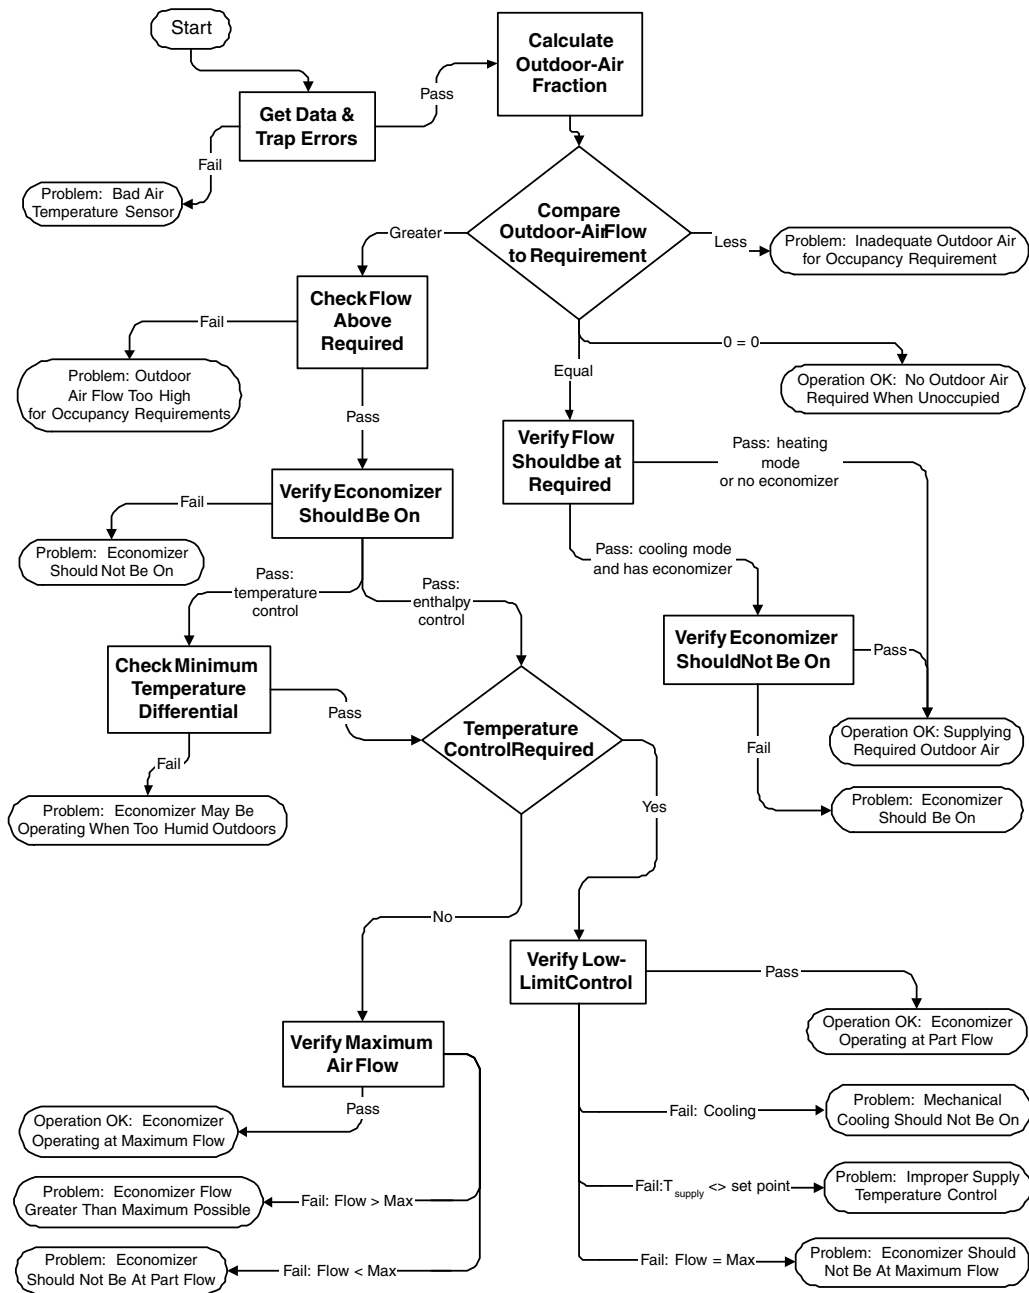 Start
Calculate
Outdoor-Air
Fraction
Pass
Get Data &
Trap Errors
Fail
Problem: Bad Air
Temperature Sensor
Compare
Outdoor-AirFlow
to Requirement
Greater
Less
Problem: Inadequate Outdoor Air
for Occupancy Requirement
Check Flow
Above
Required
Fail
Problem: Outdoor
Air Flow Too High
for Occupancy Requirements
0 = 0
Operation OK: No Outdoor Air
Required When Unoccupied
Equal
Pass
Verify Flow
Shouldbe at
Required
Pass: heating
mode
or no economizer
Verify Economizer
ShouldBe On
Fail
Problem: Economizer
Should Not Be On
Pass: cooling mode
and has economizer
Pass:
temperature
control
Pass:
enthalpy
control
Verify Economizer
ShouldNot Be On
Pass
Check Minimum
Temperature
Differential
Pass
Temperature
ControlRequired
Operation OK: Supplying
Required Outdoor Air
Fail
Fail
Problem: Economizer May Be
Operating When Too Humid Outdoors
Problem: Economizer
Should Be On
Yes
No
Verify Low-
LimitControl
Pass
Operation OK: Economizer
Operating at Part Flow
Verify Maximum
Air Flow
Pass
Operation OK: Economizer
Operating at Maximum Flow
Fail: Cooling
Problem: Mechanical
Cooling Should Not Be On
Problem: Economizer Flow
Greater Than Maximum Possible
Fail: Flow > Max
Fail:T supply <> set point
Problem: Improper Supply
Temperature Control
Problem: Economizer
Should Not Be At Part Flow
Fail: Flow < Max
Fail: Flow = Max
Problem: Economizer Should
Not Be At Maximum Flow